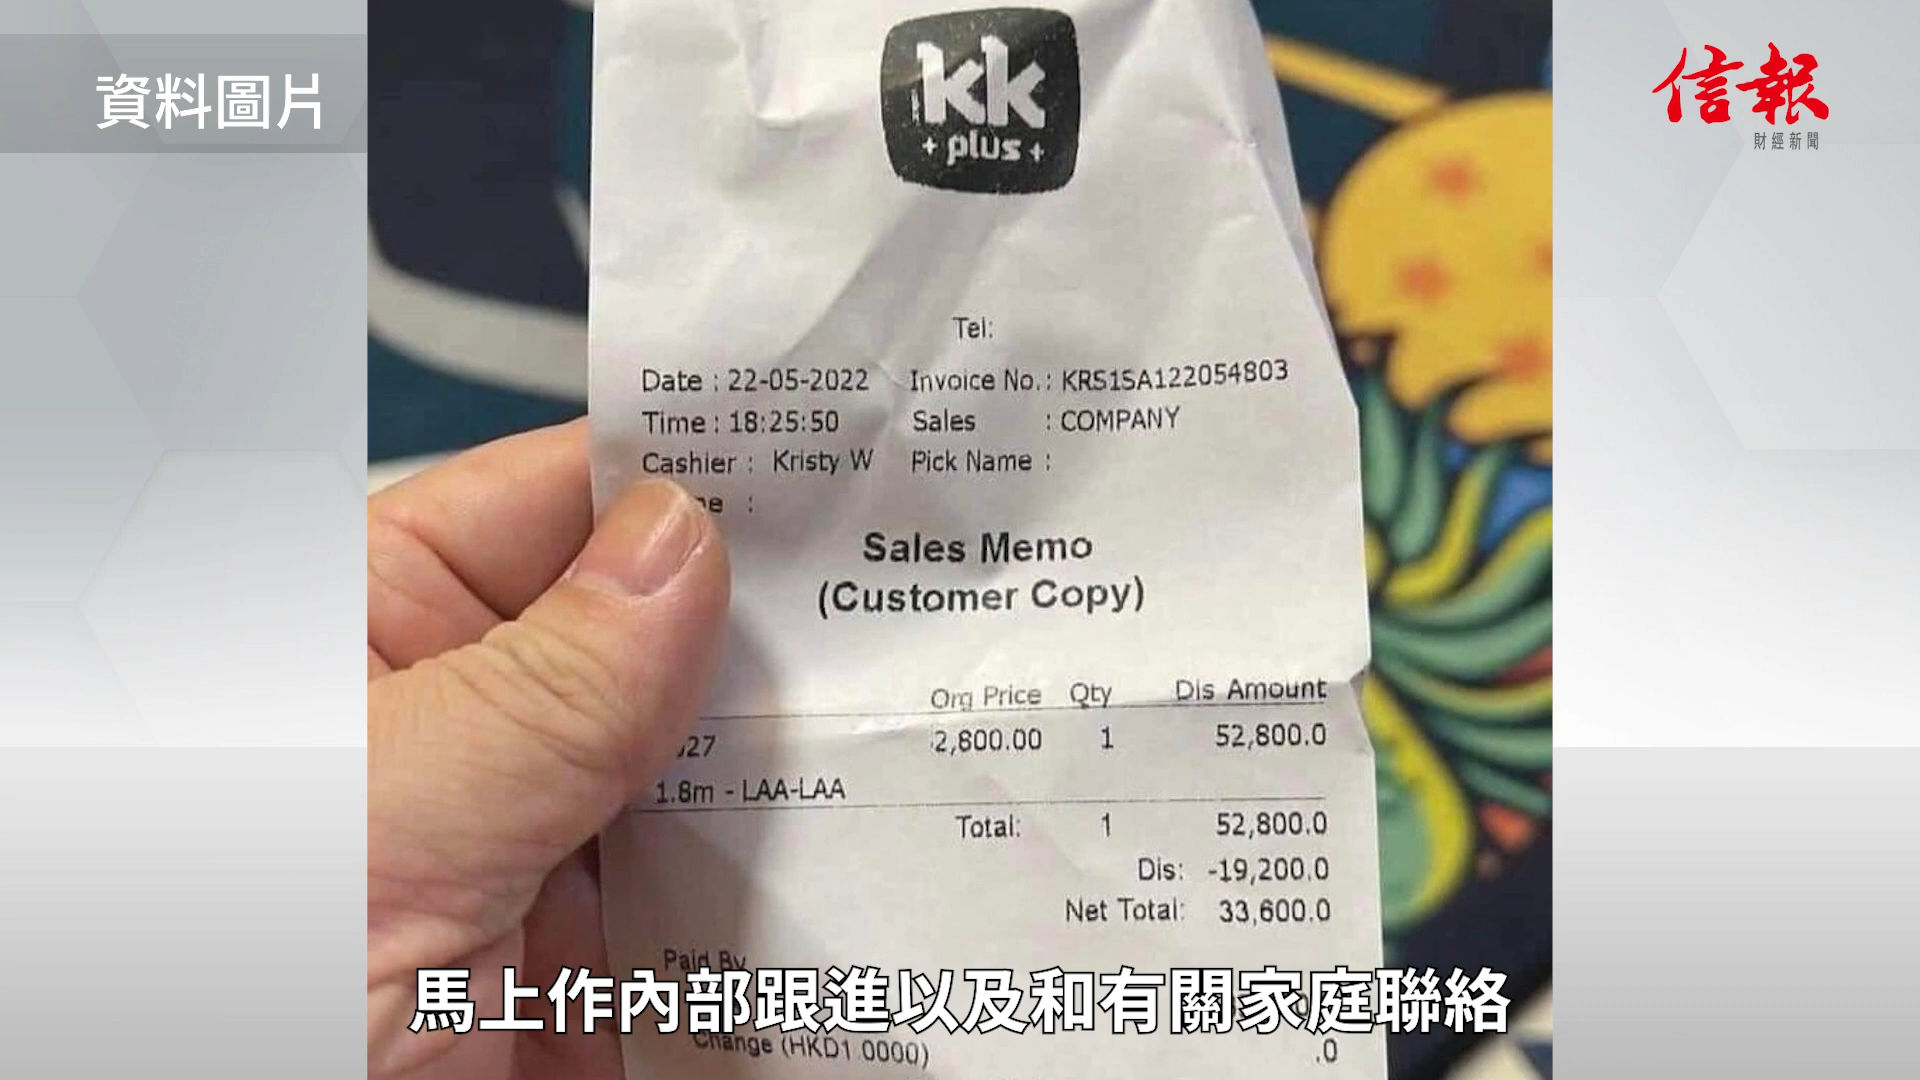 資料圖片
信報
財經新聞
kk
+ plus +
Tel:
Date : 22-05-2022 Invoice No. : KRS1SA122054803
Time : 18:25:50 Sales : COMPANY
Cashier : Kristy W Pick Name :
:
Sales Memo
(Customer Copy)
Org Price Qty Dis Amount
27 2,800.00 1 52,800.0
1.8m - LAA-LAA
Total: 1 52,800.0
Dis: -19,200.0
Net Total: 33,600.0
Paid By
馬上作內部跟進以及和有關家庭聯絡
Change (HKD1.0000) .0